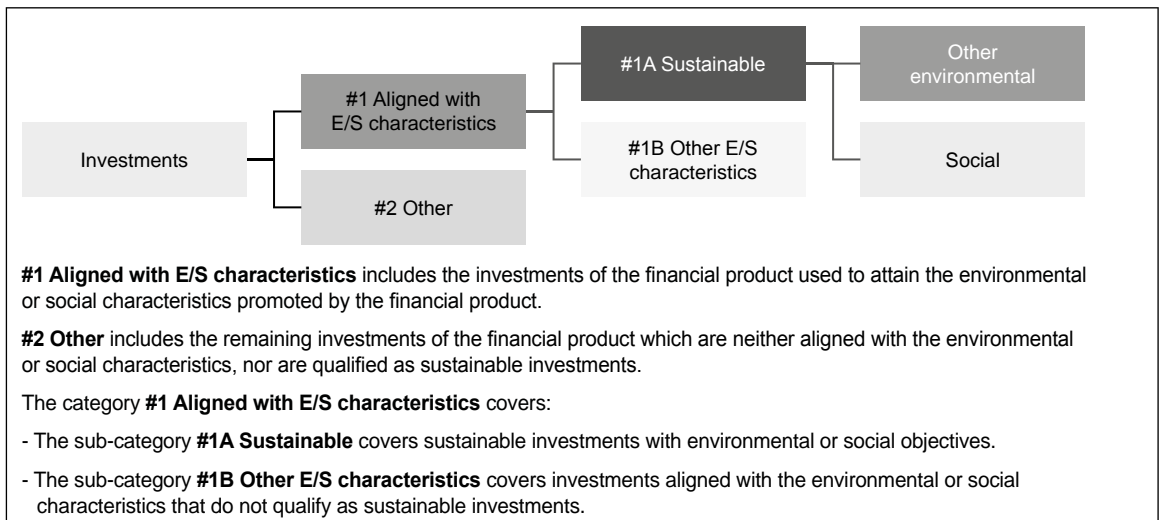 Investments
#1 Aligned with
E/S characteristics
#2 Other
#1A Sustainable
#1B Other E/S
characteristics
Other
environmental
Social
#1 Aligned with E/S characteristics includes the investments of the financial product used to attain the environmental
or social characteristics promoted by the financial product.
#2 Other includes the remaining investments of the financial product which are neither aligned with the environmental
or social characteristics, nor are qualified as sustainable investments.
The category #1 Aligned with E/S characteristics covers:
- The sub-category #1A Sustainable covers sustainable investments with environmental or social objectives.
- The sub-category #1B Other E/S characteristics covers investments aligned with the environmental or social
characteristics that do not qualify as sustainable investments.